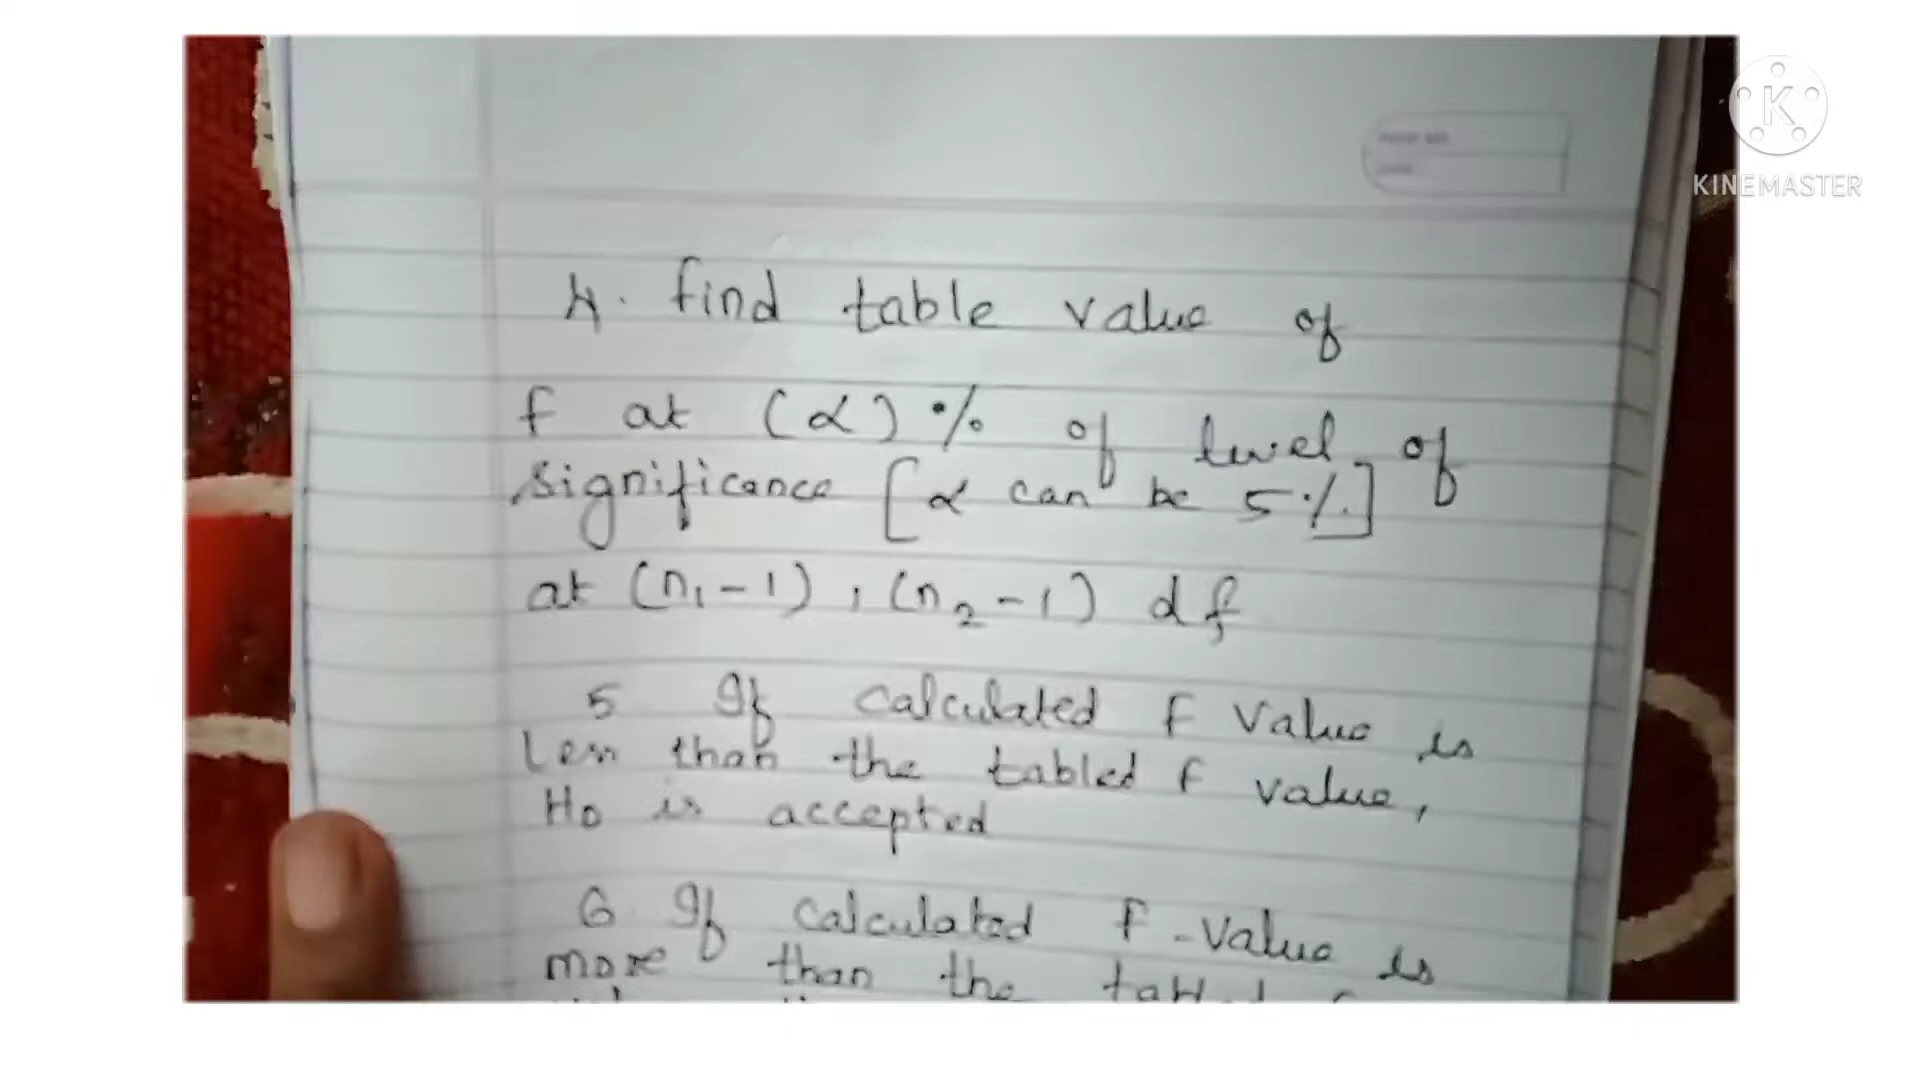 KINEMASTER
4. find table value of
f at (α) % of level of
significance [α can be 5%]
at (n₁-1), (n₂-1) df
5 If calculated F Value is
Less than the tabled F value,
H₀ is accepted
6. If calculated F-Value is
more than the